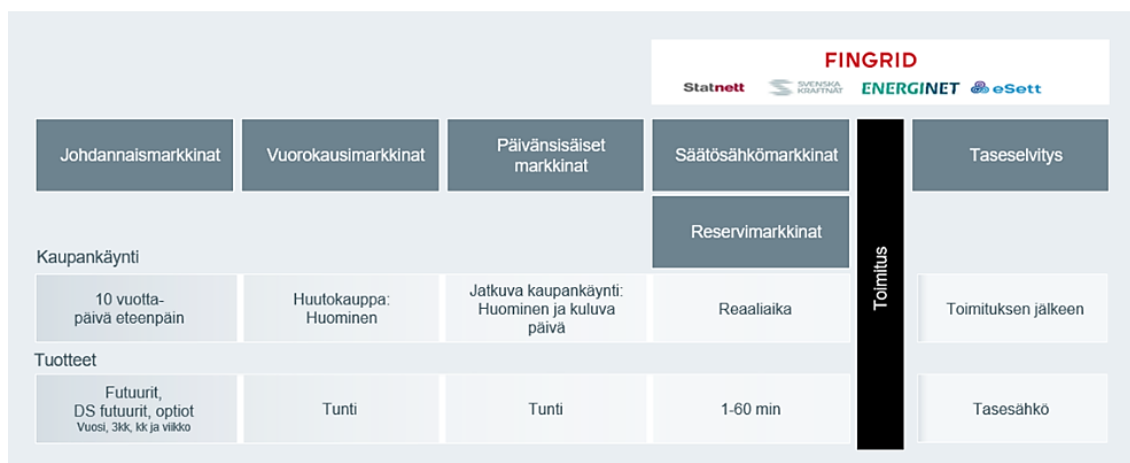 FINGRID
Statnett SVENSKA KRAFTNÄT ENERGINET eSett
Johdannaismarkkinat
Vuorokausimarkkinat
Päivänsisäiset
markkinat
Säätösähkömarkkinat
Taseselvitys
Reservimarkkinat
Toimitus
Kaupankäynti
10 vuotta-
päivä eteenpäin
Huutokauppa:
Huominen
Jatkuva kaupankäynti:
Huominen ja kuluva
päivä
Reaaliaika
Toimituksen jälkeen
Tuotteet
Futuurit,
DS futuurit, optiot
Vuosi, 3kk, kk ja viikko
Tunti
Tunti
1-60 min
Tasesähkö